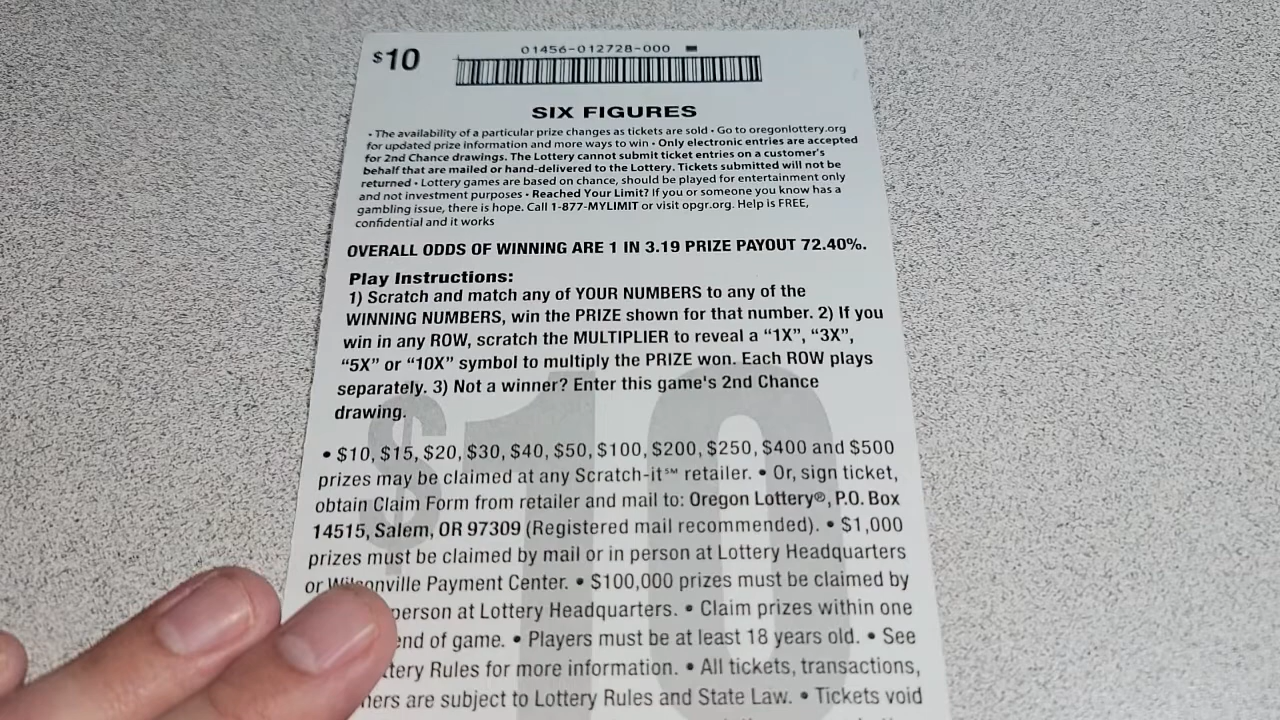 $10
01456-012728-000
SIX FIGURES
• The availability of a particular prize changes as tickets are sold • Go to oregonlottery.org
for updated prize information and more ways to win • Only electronic entries are accepted
for 2nd Chance drawings. The Lottery cannot submit ticket entries on a customer's
behalf that are mailed or hand-delivered to the Lottery. Tickets submitted will not be
returned • Lottery games are based on chance, should be played for entertainment only
and not investment purposes • Reached Your Limit? If you or someone you know has a
gambling issue, there is hope. Call 1-877-MYLIMIT or visit opgr.org. Help is FREE,
confidential and it works
OVERALL ODDS OF WINNING ARE 1 IN 3.19 PRIZE PAYOUT 72.40%.
Play Instructions:
1) Scratch and match any of YOUR NUMBERS to any of the
WINNING NUMBERS, win the PRIZE shown for that number. 2) If you
win in any ROW, scratch the MULTIPLIER to reveal a “1X”, “3X”,
“5X” or “10X” symbol to multiply the PRIZE won. Each ROW plays
separately. 3) Not a winner? Enter this game's 2nd Chance
drawing.
$10
• $10, $15, $20, $30, $40, $50, $100, $200, $250, $400 and $500
prizes may be claimed at any Scratch-it℠ retailer. • Or, sign ticket,
obtain Claim Form from retailer and mail to: Oregon Lottery®, P.O. Box
14515, Salem, OR 97309 (Registered mail recommended). • $1,000
prizes must be claimed by mail or in person at Lottery Headquarters
or Wilsonville Payment Center. • $100,000 prizes must be claimed by
person at Lottery Headquarters. • Claim prizes within one
end of game. • Players must be at least 18 years old. • See
Rules for more information. • All tickets, transactions,
are subject to Lottery Rules and State Law. • Tickets void